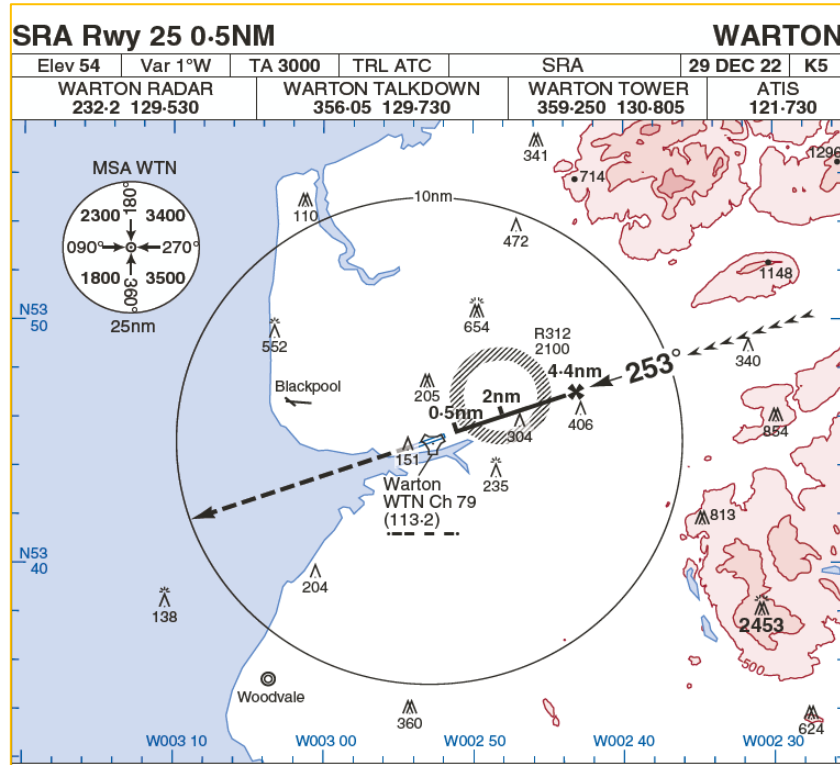 SRA Rwy 25 0·5NM WARTON
Elev 54 Var 1°W TA 3000 TRL ATC SRA 29 DEC 22 K5
WARTON RADAR WARTON TALKDOWN WARTON TOWER ATIS
232·2 129·530 356·05 129·730 359·250 130·805 121·730
341
1296
714
MSA WTN
180°
2300 3400
090° 270°
1800 3500
360°
25nm
110
10nm
472
1148
N53
50
654
552
R312
2100
340
253°
4·4nm
Blackpool
205
2nm
0·5nm
406
854
304
151
235
Warton
WTN Ch 79
(113·2)
813
N53
40
204
138
2453
500
Woodvale
360
624
W003 10 W003 00 W002 50 W002 40 W002 30